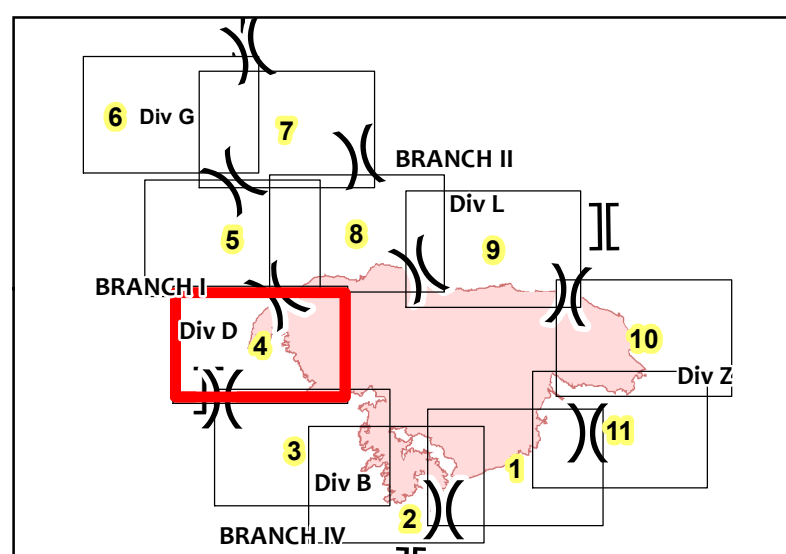 6
Div G
7
BRANCH II
Div L
5
8
9
BRANCH I
Div D
4
10
Div Z
11
3
1
Div B
2
BRANCH IV